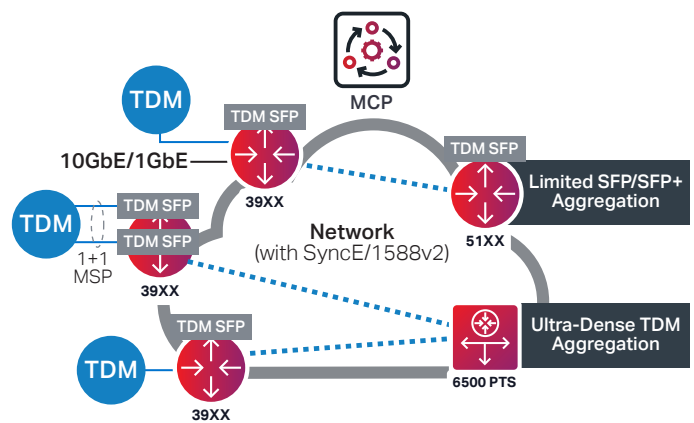 MCP
TDM
TDM SFP
10GbE/1GbE
39XX
TDM SFP
51XX
Limited SFP/SFP+
Aggregation
TDM
TDM SFP
TDM SFP
1+1
MSP
39XX
Network
(with SyncE/1588v2)
TDM SFP
TDM
39XX
6500 PTS
Ultra-Dense TDM
Aggregation